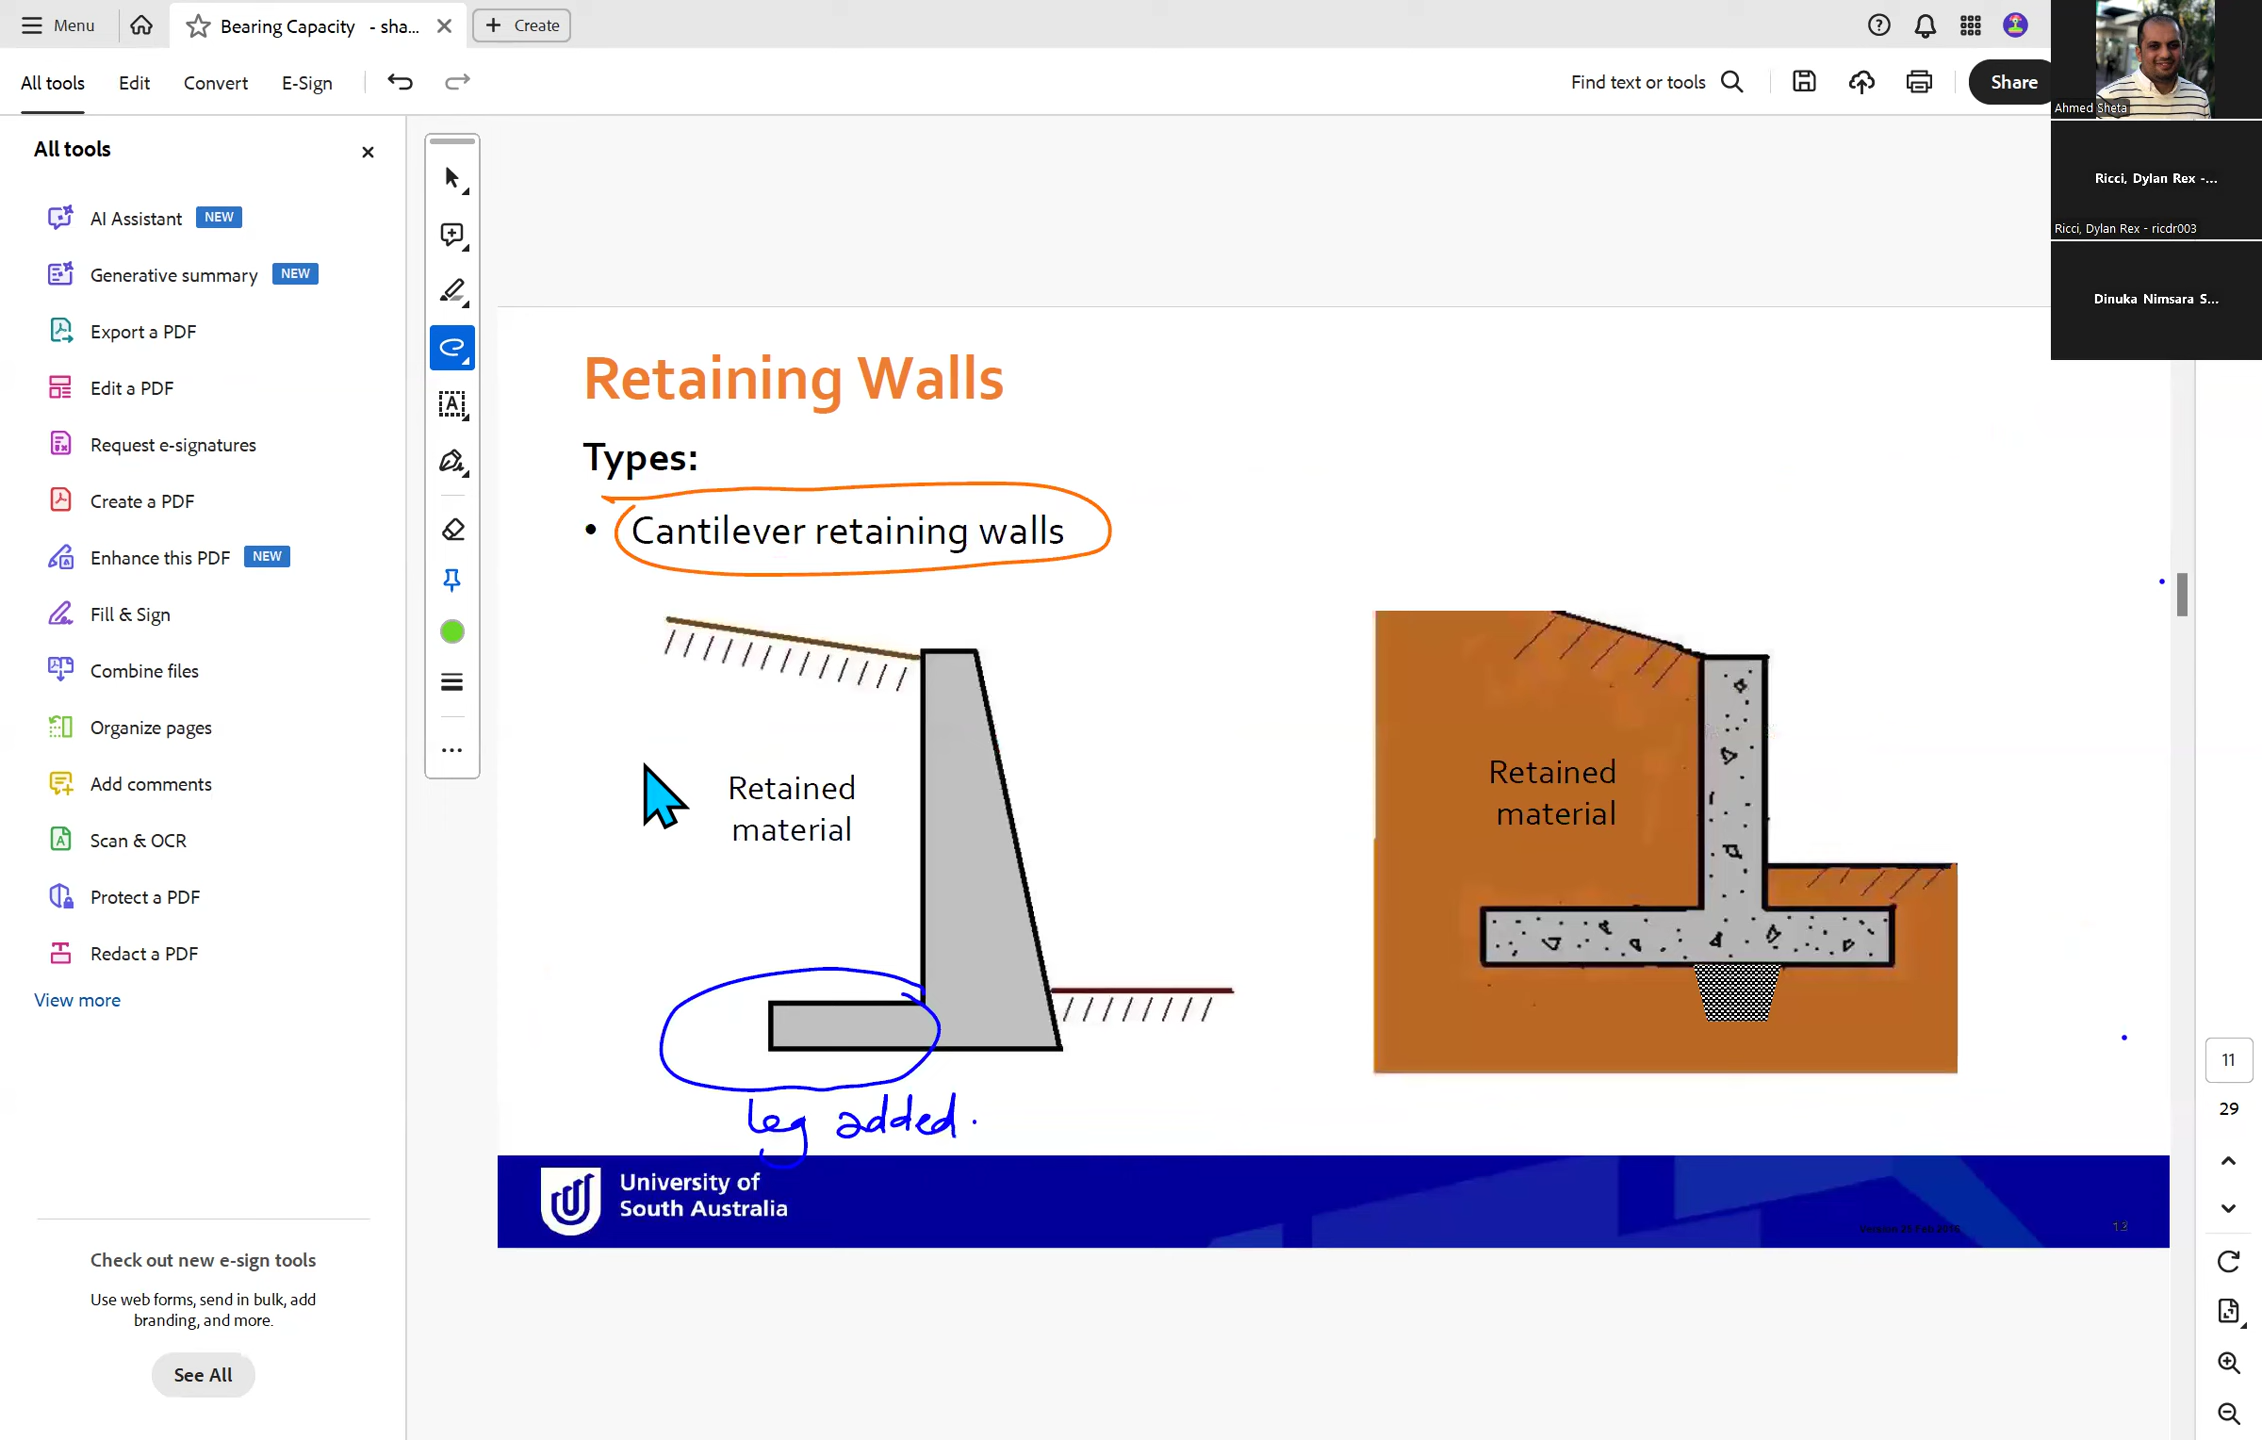 Menu
Bearing Capacity - sha...
Create
All tools
Edit
Convert
E-Sign
Find text or tools
Share
Ahmed Sheta
Ricci, Dylan Rex -...
Ricci, Dylan Rex - ricdr003
Dinuka Nimsara S...
All tools
AI Assistant NEW
Generative summary NEW
Export a PDF
Edit a PDF
Request e-signatures
Create a PDF
Enhance this PDF NEW
Fill & Sign
Combine files
Organize pages
Add comments
Scan & OCR
Protect a PDF
Redact a PDF
View more
Check out new e-sign tools
Use web forms, send in bulk, add
branding, and more.
See All
Retaining Walls
Types:
• Cantilever retaining walls
Retained
material
Retained
material
leg added.
University of
South Australia
12
11
29